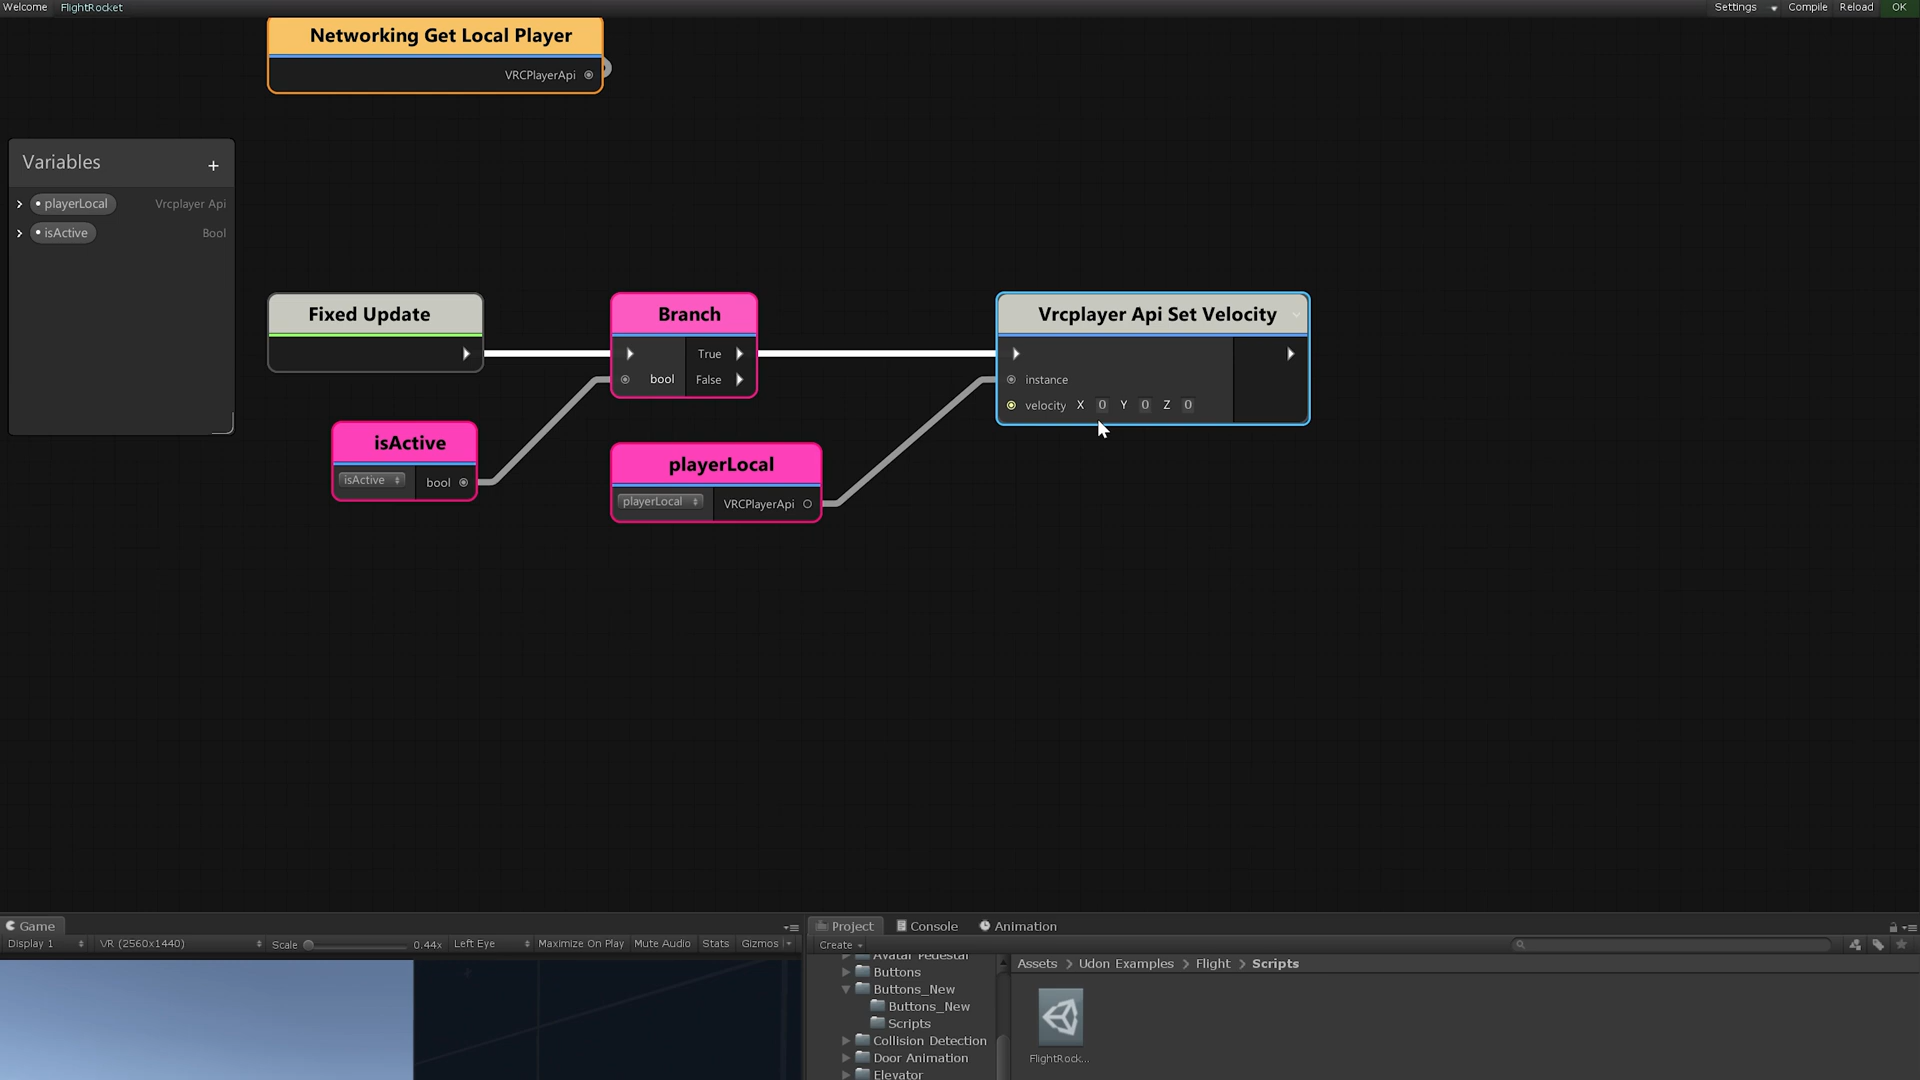 Welcome FlightRocket Settings Compile Reload OK
Networking Get Local Player
VRCPlayerApi
Variables +
playerLocal Vrcplayer Api
isActive Bool
Fixed Update
Branch
True
bool False
Vrcplayer Api Set Velocity
instance
velocity X 0 Y 0 Z 0
isActive
isActive bool
playerLocal
playerLocal VRCPlayerApi
Game
Display 1 VR (2560x1440) Scale 0.44x Left Eye Maximize On Play Mute Audio Stats Gizmos
Project Console Animation
Create
Avatar Pedestal
Buttons
Buttons_New
Buttons_New
Scripts
Collision Detection
Door Animation
Elevator
Assets > Udon Examples > Flight > Scripts
FlightRock...